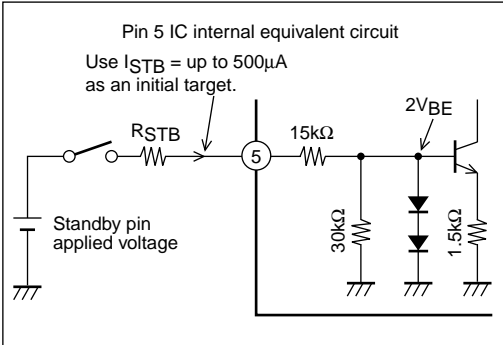 Pin 5 IC internal equivalent circuit
Use ISTB = up to 500μA
as an initial target.
2VBE
RSTB
5
15kΩ
Standby pin
applied voltage
30kΩ
1.5kΩ